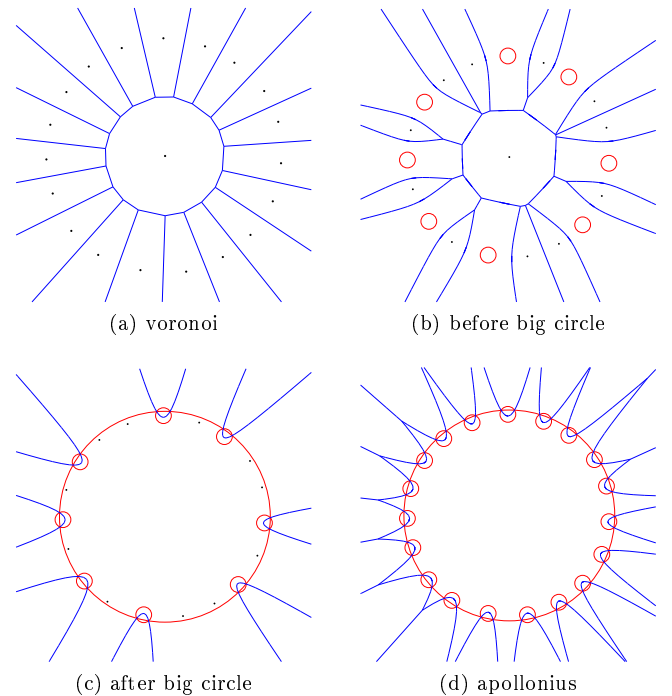 (a) voronoi
(b) before big circle
(c) after big circle
(d) apollonius